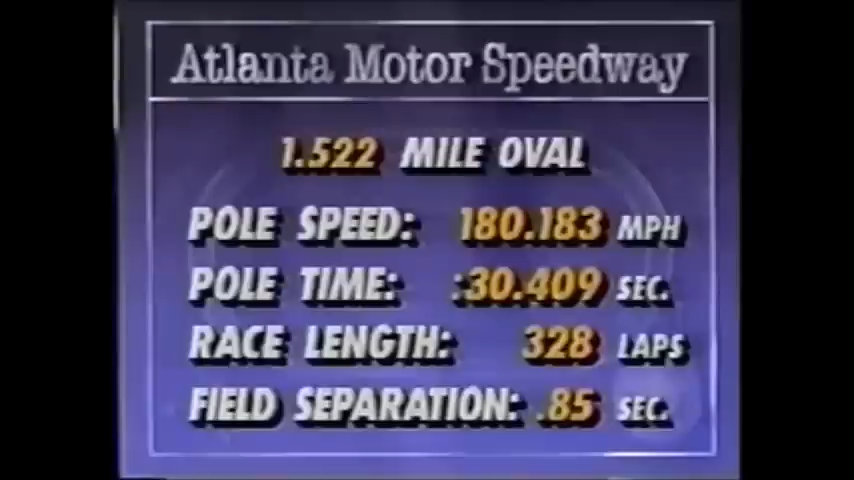 Atlanta Motor Speedway
1.522 MILE OVAL
POLE SPEED: 180.183 MPH
POLE TIME: :30.409 SEC.
RACE LENGTH: 328 LAPS
FIELD SEPARATION: .85 SEC.